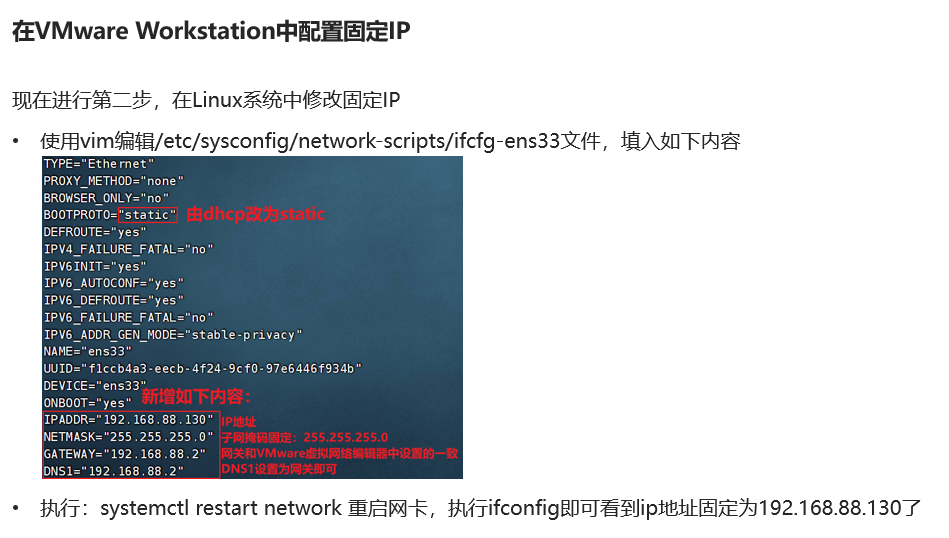 在VMware Workstation中配置固定IP
现在进行第二步，在Linux系统中修改固定IP
• 使用vim编辑/etc/sysconfig/network-scripts/ifcfg-ens33文件，填入如下内容
TYPE="Ethernet"
PROXY_METHOD="none"
BROWSER_ONLY="no"
BOOTPROTO="static" 由dhcp改为static
DEFROUTE="yes"
IPV4_FAILURE_FATAL="no"
IPV6INIT="yes"
IPV6_AUTOCONF="yes"
IPV6_DEFROUTE="yes"
IPV6_FAILURE_FATAL="no"
IPV6_ADDR_GEN_MODE="stable-privacy"
NAME="ens33"
UUID="f1ccb4a3-eecb-4f24-9cf0-97e6446f934b"
DEVICE="ens33"
ONBOOT="yes" 新增如下内容：
IPADDR="192.168.88.130" IP地址
NETMASK="255.255.255.0" 子网掩码固定：255.255.255.0
GATEWAY="192.168.88.2" 网关和VMware虚拟网络编辑器中设置的一致
DNS1="192.168.88.2" DNS1设置为网关即可
• 执行：systemctl restart network 重启网卡，执行ifconfig即可看到ip地址固定为192.168.88.130了